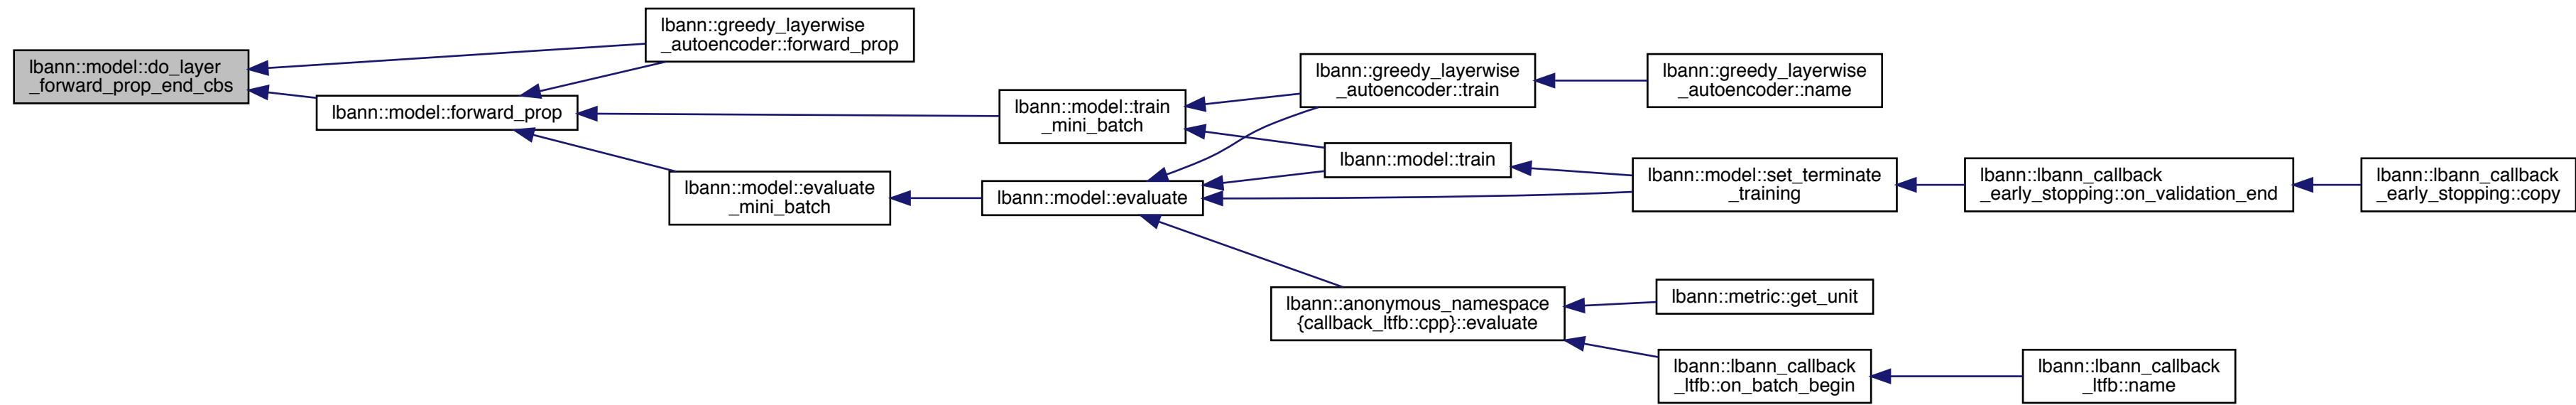 lbann::model::do_layer
_forward_prop_end_cbs
lbann::greedy_layerwise
_autoencoder::forward_prop
lbann::model::forward_prop
lbann::model::train
_mini_batch
lbann::model::evaluate
_mini_batch
lbann::model::evaluate
lbann::greedy_layerwise
_autoencoder::train
lbann::greedy_layerwise
_autoencoder::name
lbann::model::train
lbann::model::set_terminate
_training
lbann::lbann_callback
_early_stopping::on_validation_end
lbann::lbann_callback
_early_stopping::copy
lbann::anonymous_namespace
{callback_ltfb::cpp}::evaluate
lbann::metric::get_unit
lbann::lbann_callback
_ltfb::on_batch_begin
lbann::lbann_callback
_ltfb::name